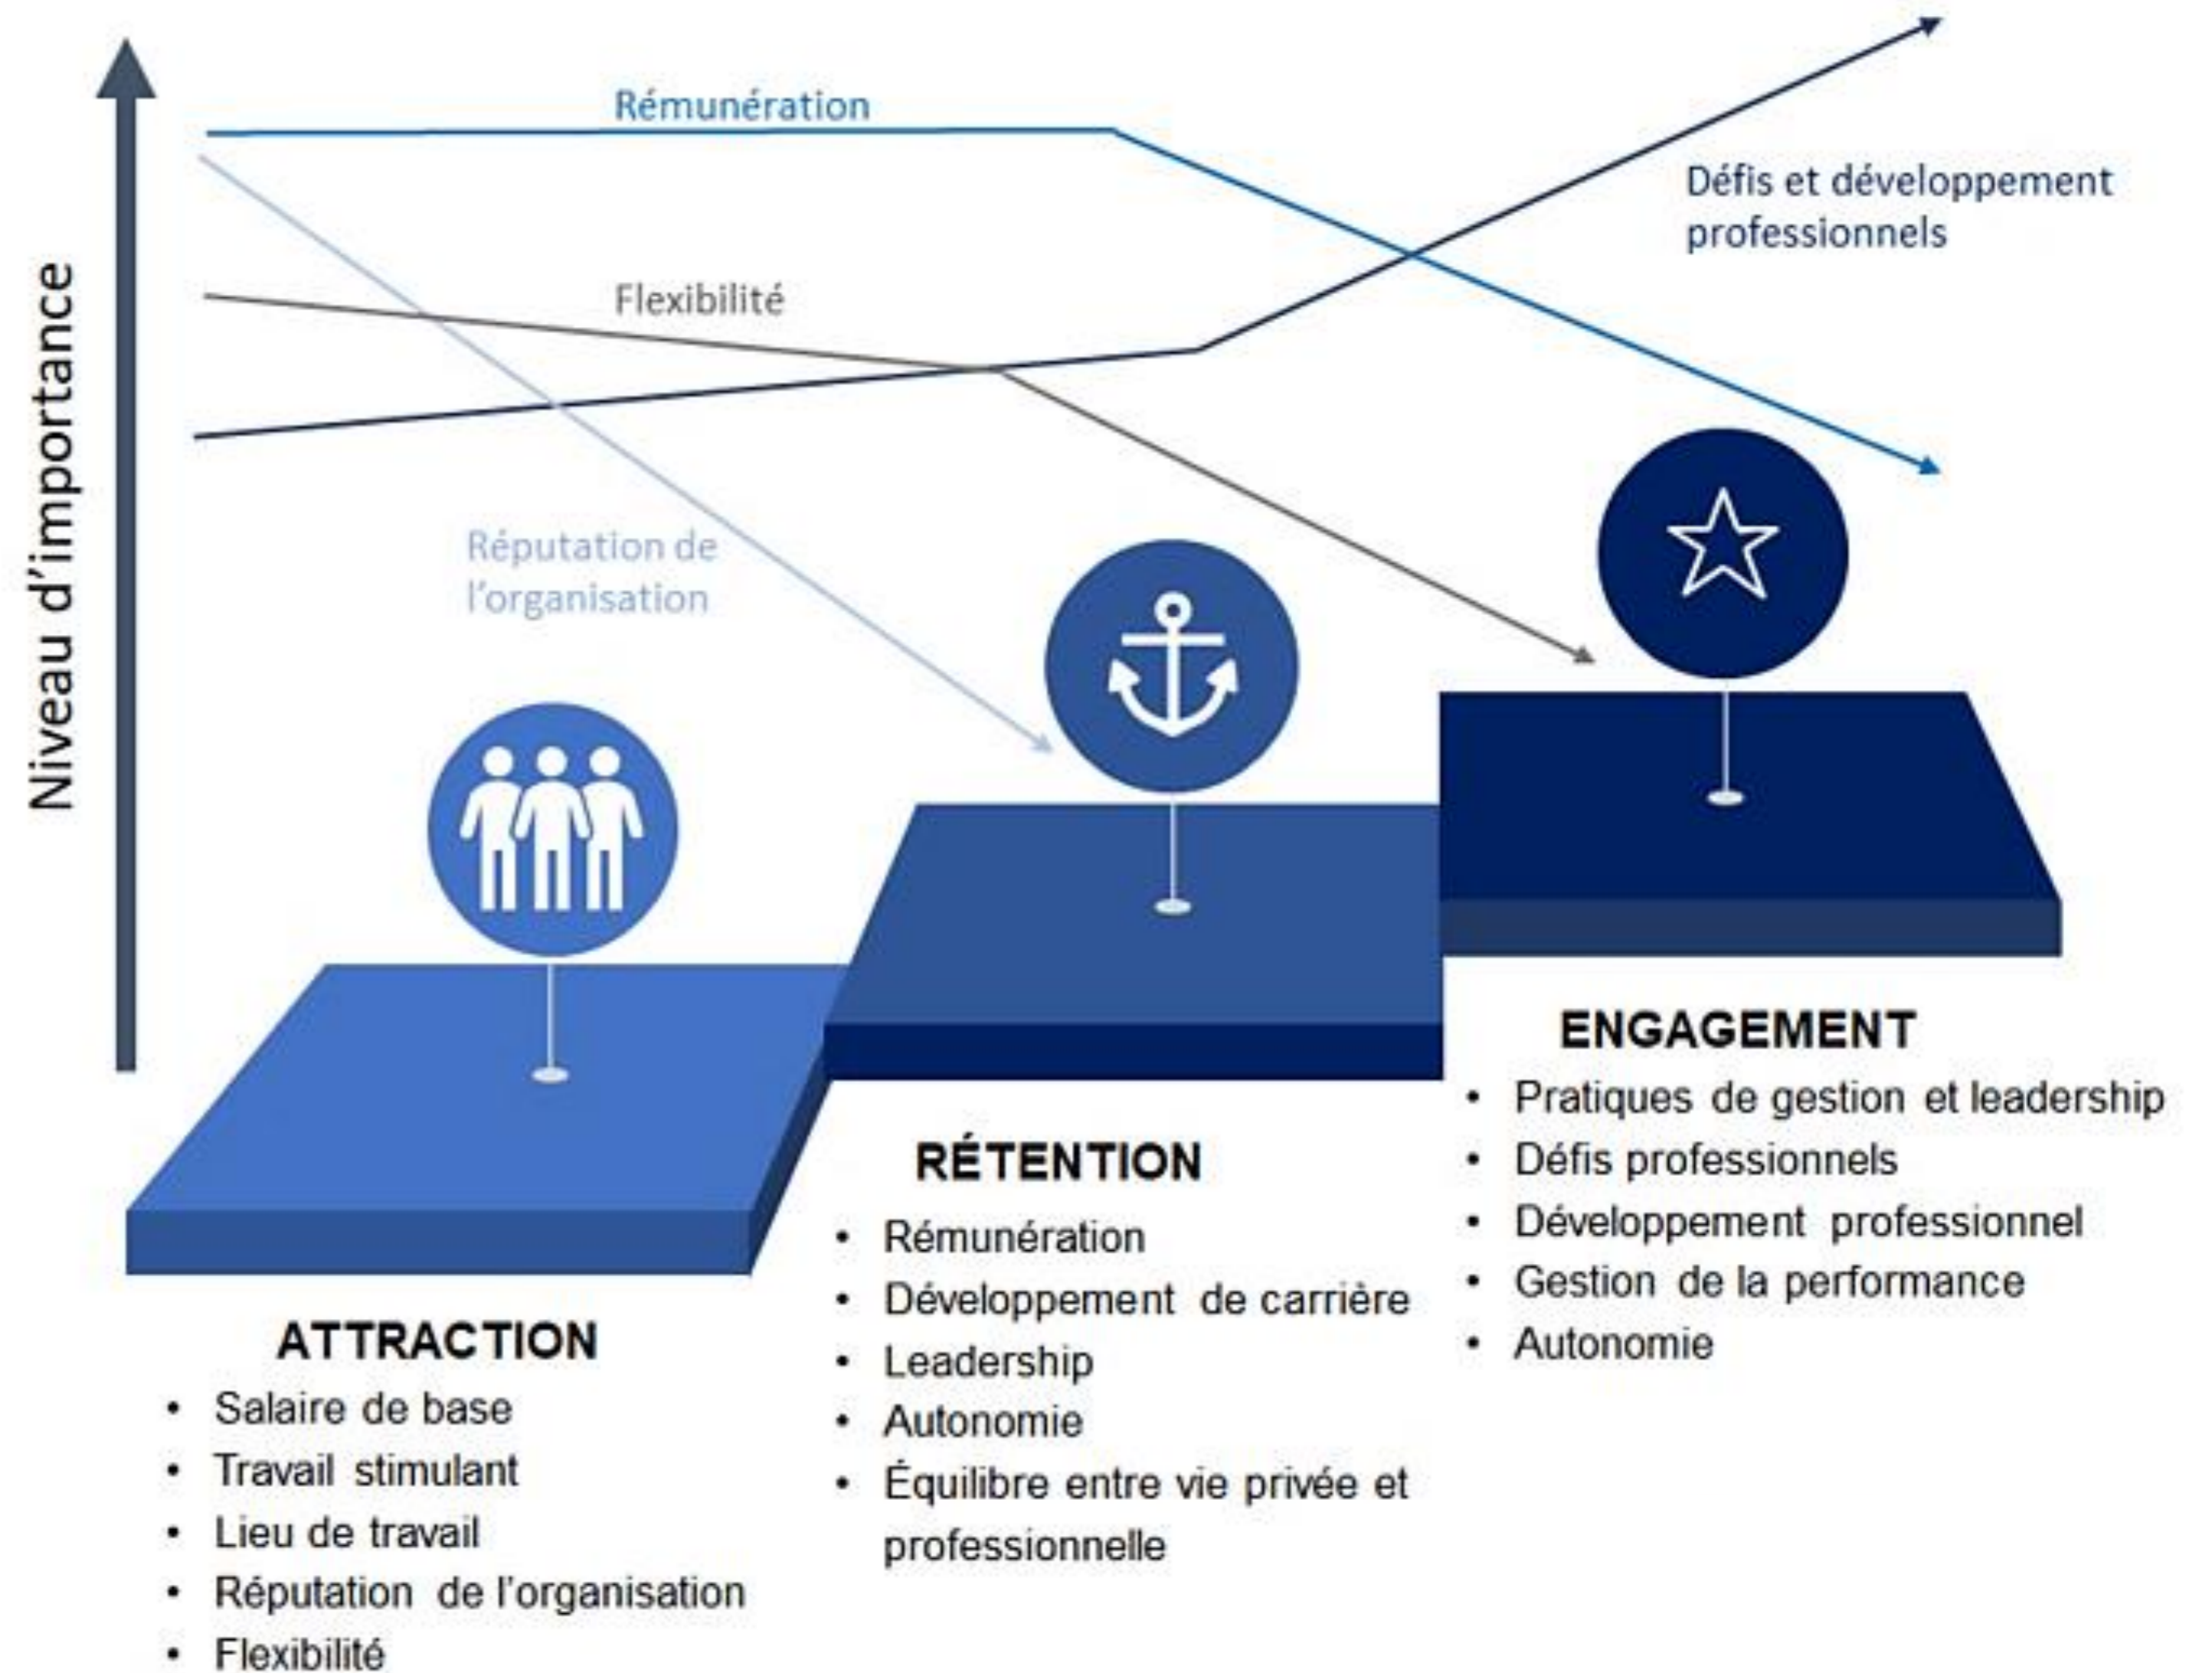 Niveau d'importance
Rémunération
Défis et développement
professionnels
Flexibilité
Réputation de
l'organisation
ATTRACTION
• Salaire de base
• Travail stimulant
• Lieu de travail
• Réputation de l'organisation
• Flexibilité
RÉTENTION
• Rémunération
• Développement de carrière
• Leadership
• Autonomie
• Équilibre entre vie privée et
professionnelle
ENGAGEMENT
• Pratiques de gestion et leadership
• Défis professionnels
• Développement professionnel
• Gestion de la performance
• Autonomie